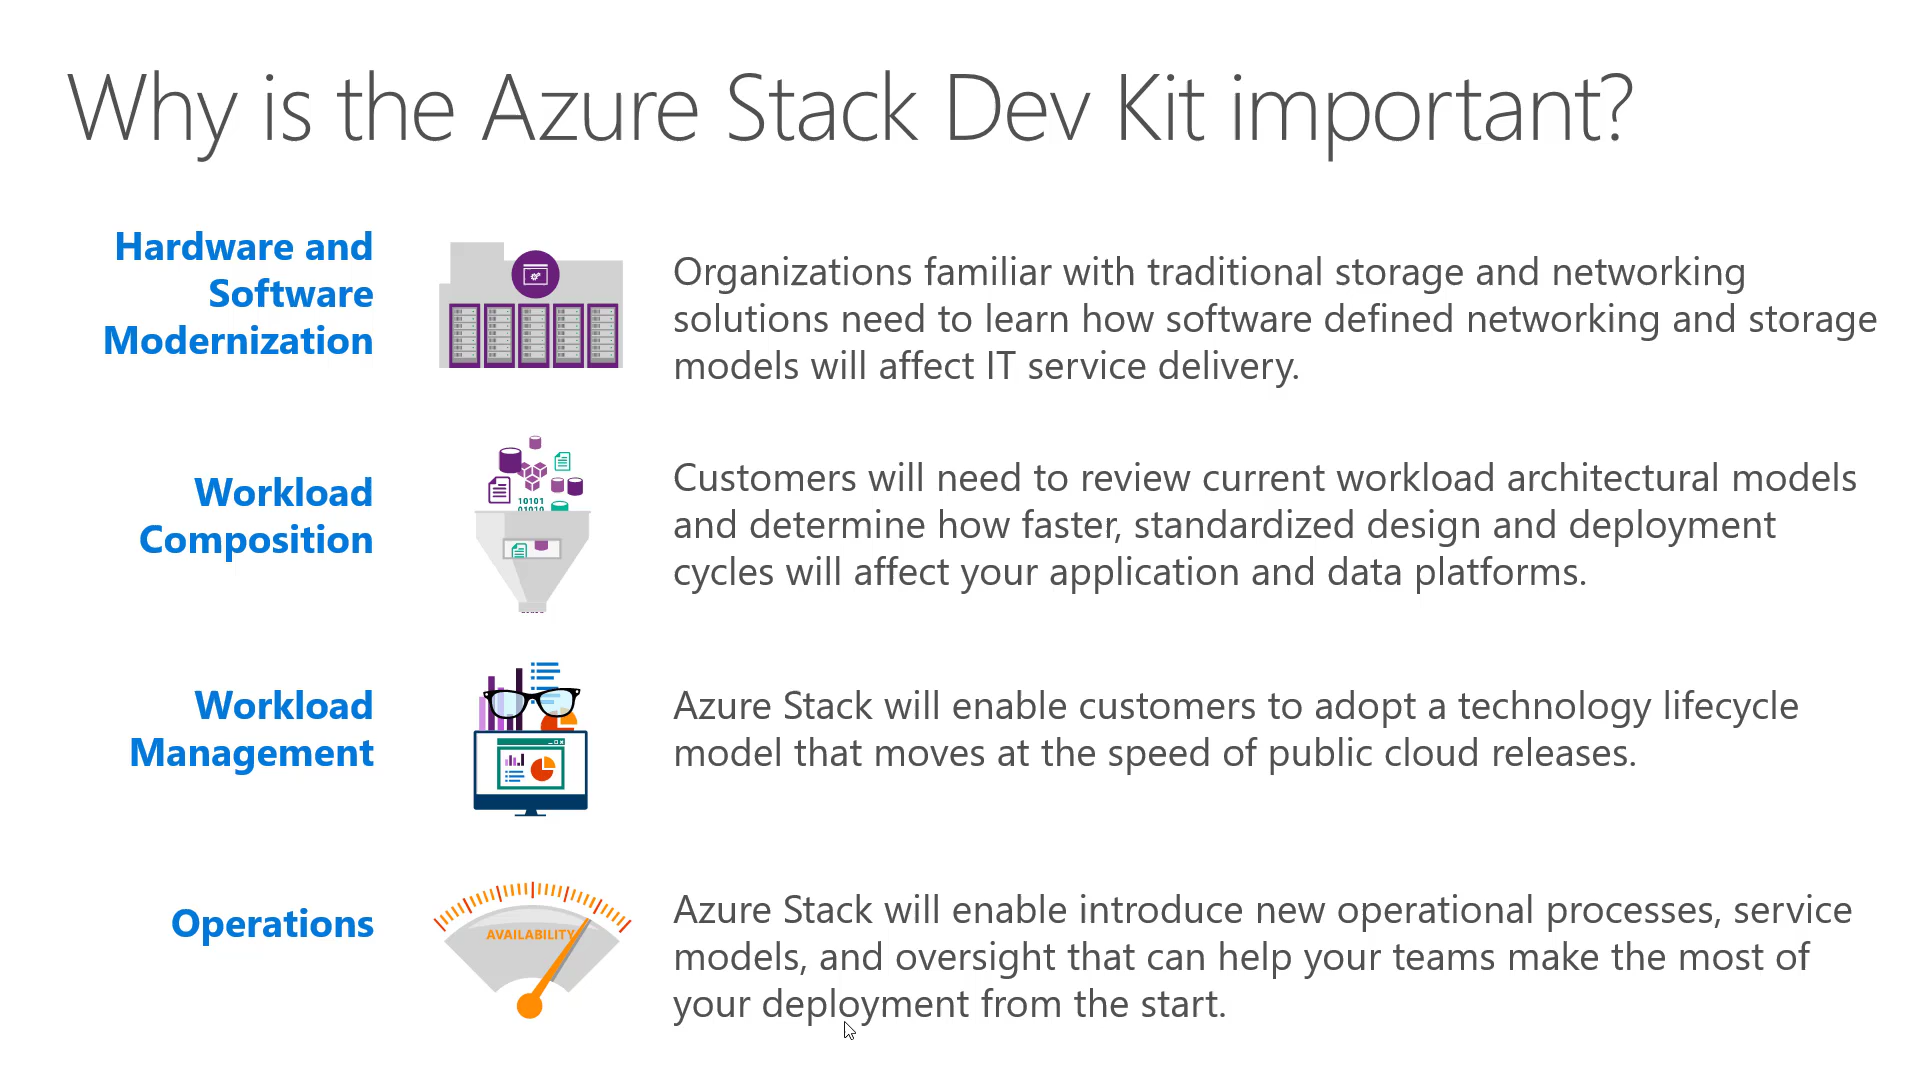 Why is the Azure Stack Dev Kit important?
Hardware and
Software
Modernization
Organizations familiar with traditional storage and networking
solutions need to learn how software defined networking and storage
models will affect IT service delivery.
Workload
Composition
10101
01010
Customers will need to review current workload architectural models
and determine how faster, standardized design and deployment
cycles will affect your application and data platforms.
Workload
Management
Azure Stack will enable customers to adopt a technology lifecycle
model that moves at the speed of public cloud releases.
Operations
AVAILABILITY
Azure Stack will enable introduce new operational processes, service
models, and oversight that can help your teams make the most of
your deployment from the start.